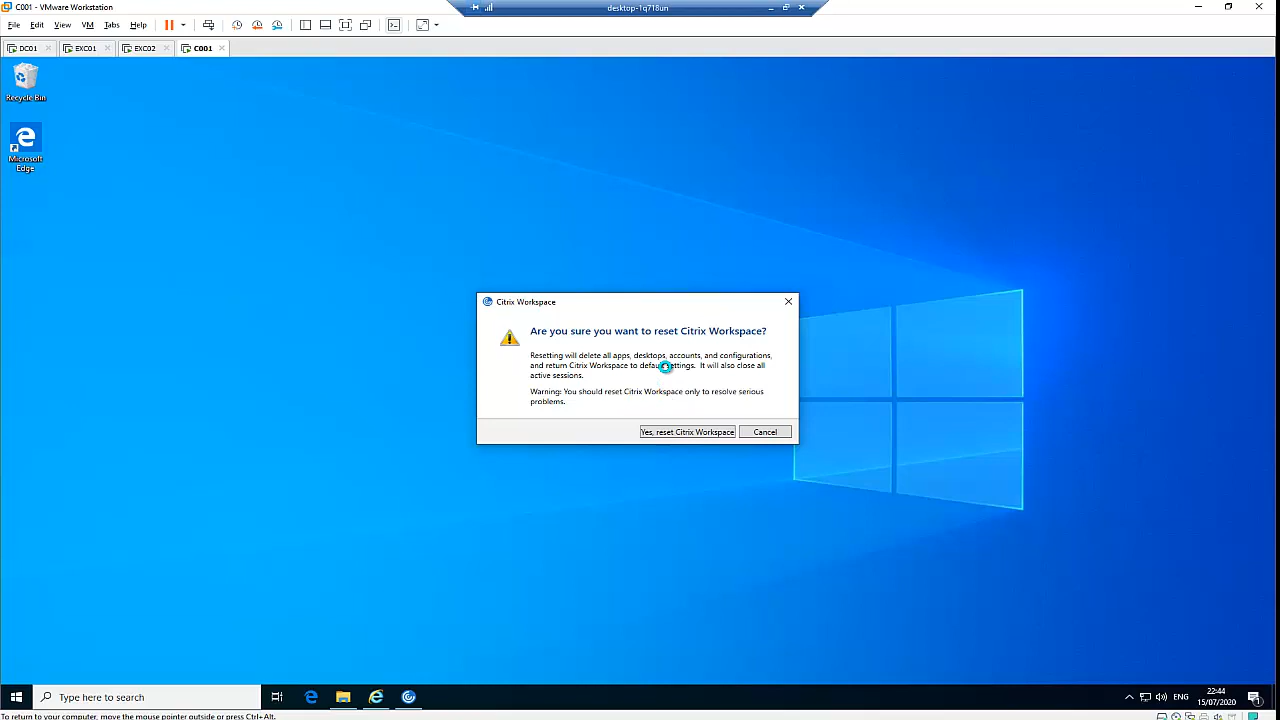 C001 - VMware Workstation
desktop-1q718un
File Edit View VM Tabs Help
DC01 EXC01 EXC02 C001
Recycle Bin
Microsoft
Edge
Citrix Workspace
Are you sure you want to reset Citrix Workspace?
Resetting will delete all apps, desktops, accounts, and configurations,
and return Citrix Workspace to settings. It will also close all
active sessions.
Warning: You should reset Citrix Workspace only to resolve serious
problems.
Yes, reset Citrix Workspace Cancel
Type here to search
ENG
22:44
15/07/2020
1
To return to your computer, move the mouse pointer outside or press Ctrl+Alt.